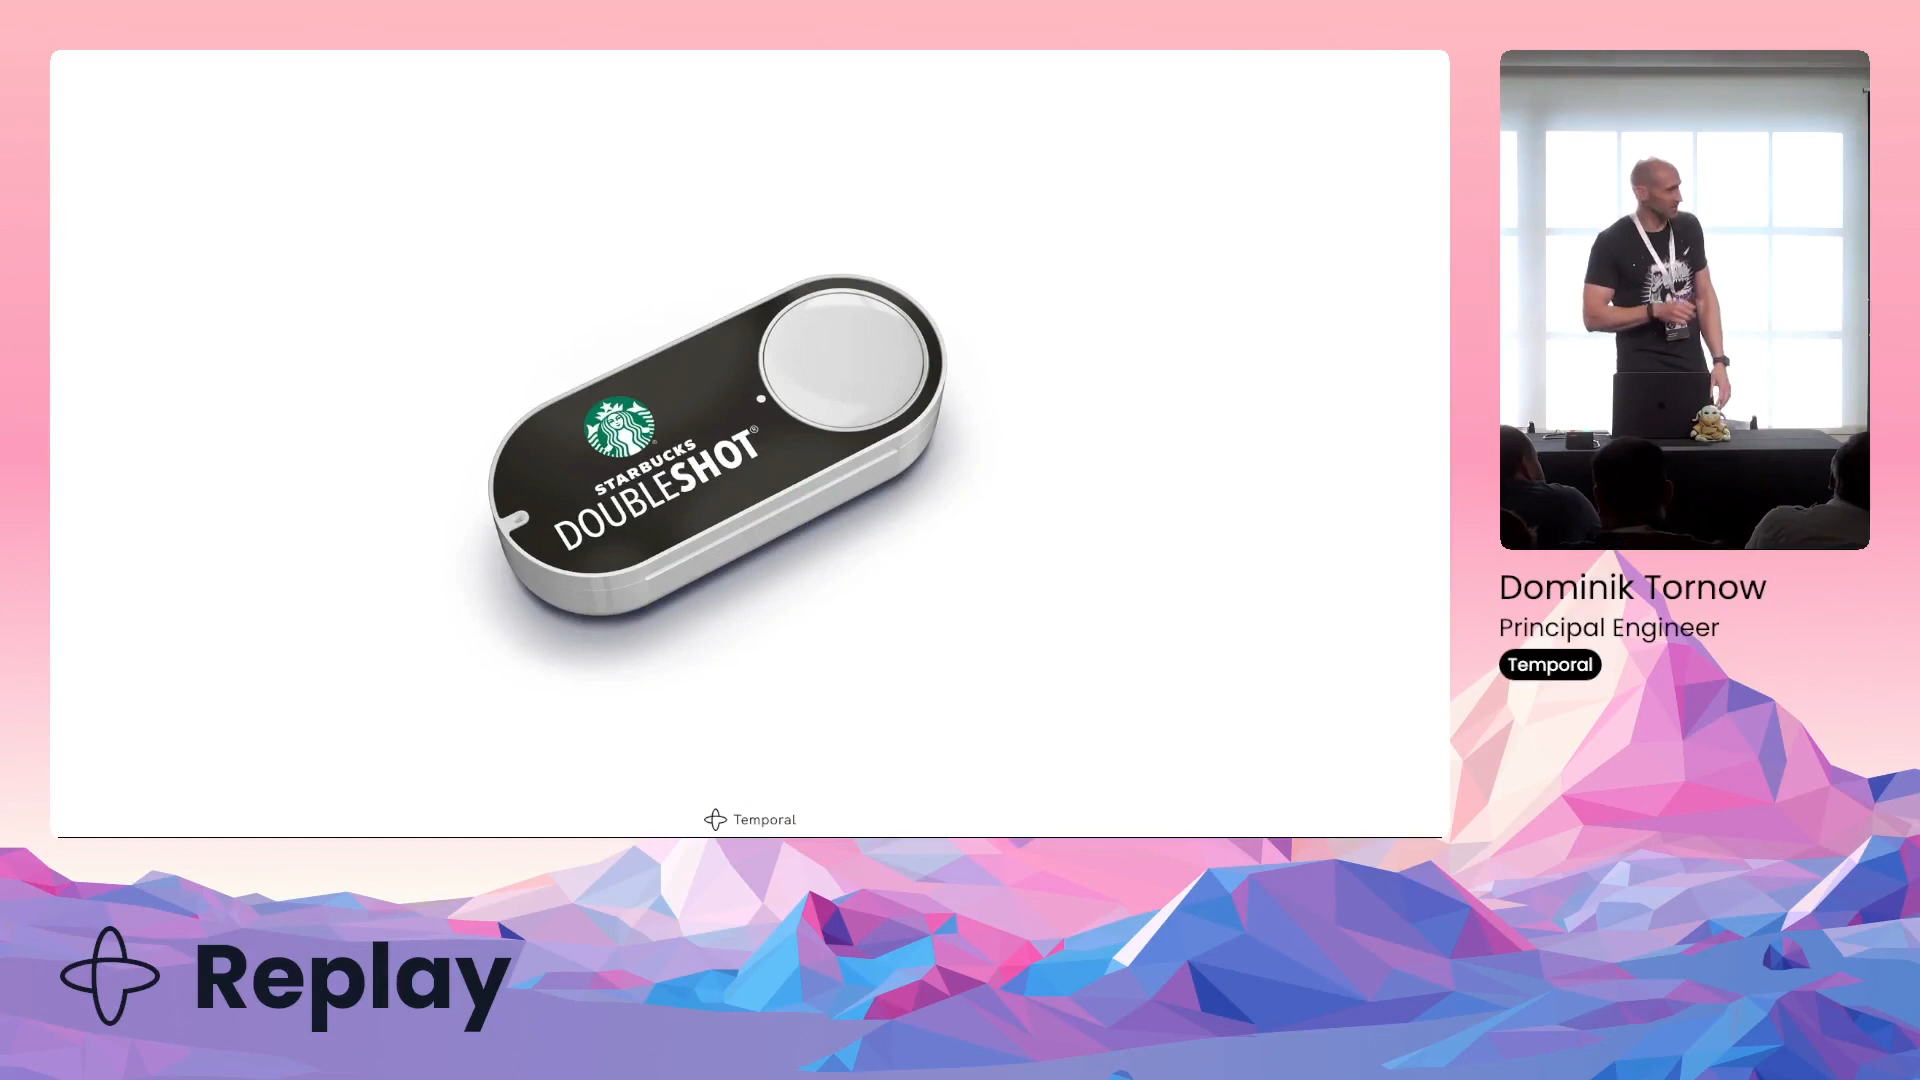 STARBUCKS
DOUBLESHOT®
Temporal
Dominik Tornow
Principal Engineer
Temporal
Replay